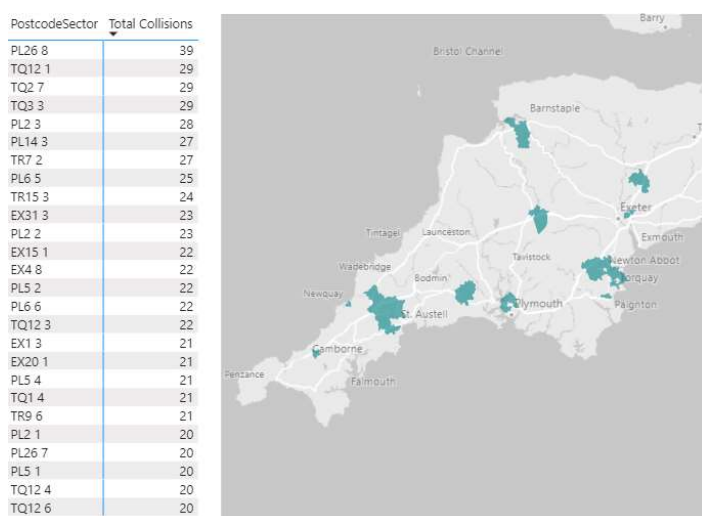 PostcodeSector Total Collisions
PL26 8 39
TQ12 1 29
TQ2 7 29
TQ3 3 29
PL2 3 28
PL14 3 27
TR7 2 27
PL6 5 25
TR15 3 24
EX31 3 23
PL2 2 23
EX15 1 22
EX4 8 22
PL5 2 22
PL6 6 22
TQ12 3 22
EX1 3 21
EX20 1 21
PL5 4 21
TQ1 4 21
TR9 6 21
PL2 1 20
PL26 7 20
PL5 1 20
TQ12 4 20
TQ12 6 20
Barry
Bristol Channel
Barnstaple
Exeter
Exmouth
Tintagel
Launceston
Tavistock
Newton Abbot
Wadebridge
Bodmin
Torquay
Newquay
Plymouth
Paignton
St. Austell
Camborne
Penzance
Falmouth